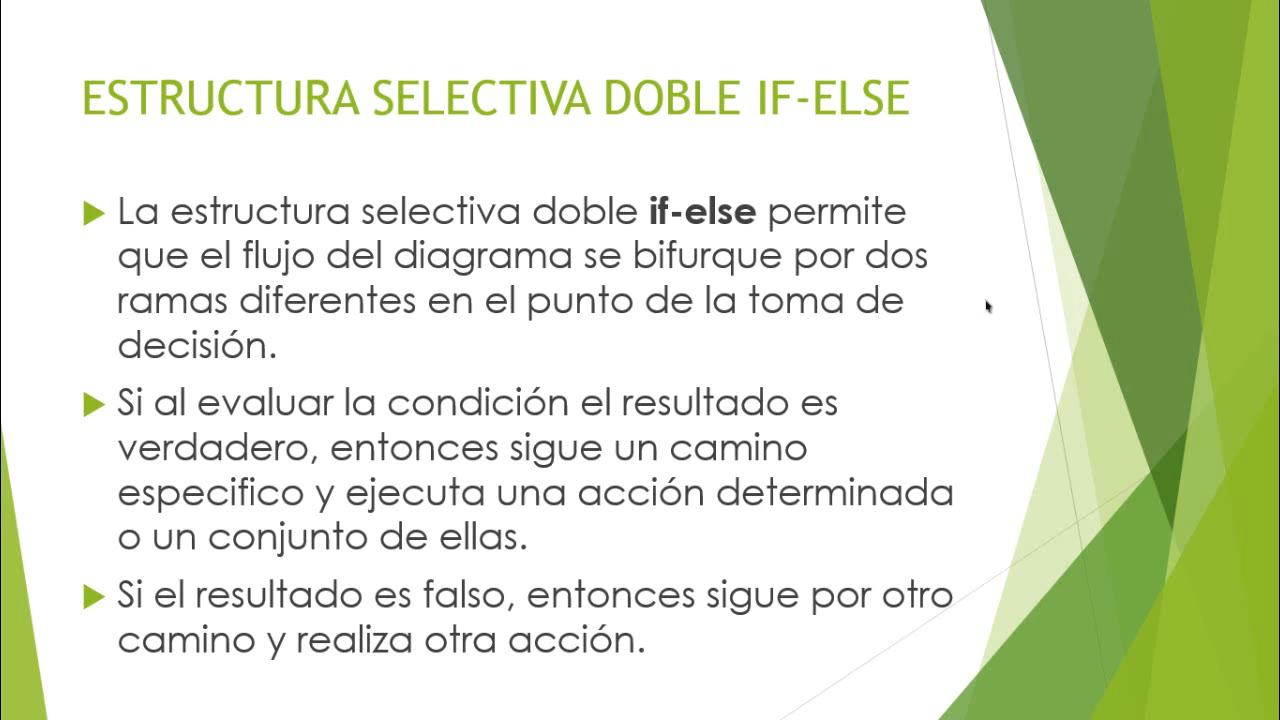 ESTRUCTURA SELECTIVA DOBLE IF-ELSE
La estructura selectiva doble if-else permite
que el flujo del diagrama se bifurque por dos
ramas diferentes en el punto de la toma de
decisión.
Si al evaluar la condición el resultado es
verdadero, entonces sigue un camino
especifico y ejecuta una acción determinada
o un conjunto de ellas.
Si el resultado es falso, entonces sigue por otro
camino y realiza otra acción.